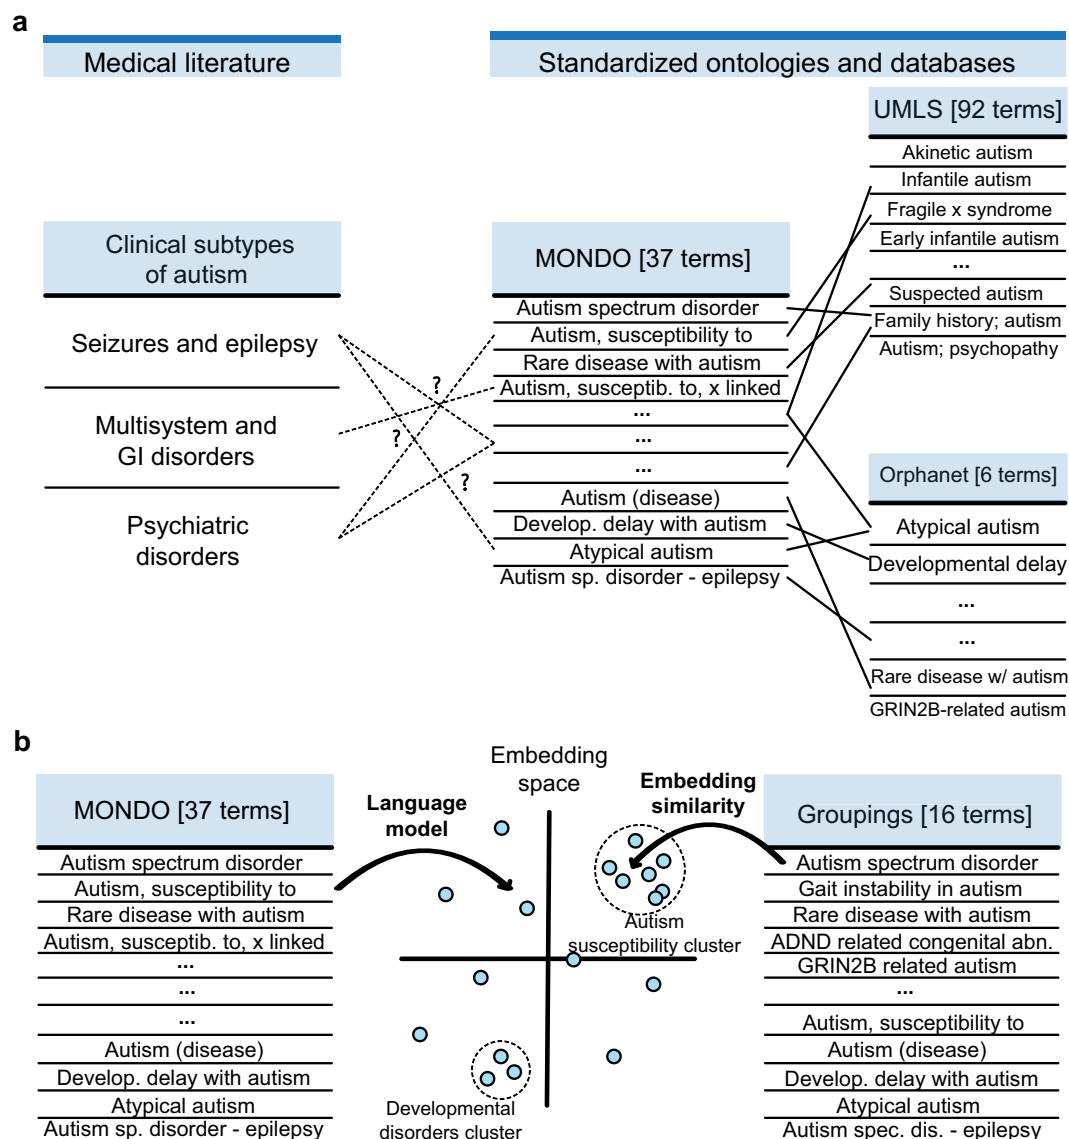 a
Medical literature
Standardized ontologies and databases
Clinical subtypes
of autism
Seizures and epilepsy
Multisystem and
GI disorders
Psychiatric
disorders
?
?
?
MONDO [37 terms]
Autism spectrum disorder
Autism, susceptibility to
Rare disease with autism
Autism, susceptib. to, x linked
...
...
...
Autism (disease)
Develop. delay with autism
Atypical autism
Autism sp. disorder - epilepsy
UMLS [92 terms]
Akinetic autism
Infantile autism
Fragile x syndrome
Early infantile autism
...
Suspected autism
Family history; autism
Autism; psychopathy
Orphanet [6 terms]
Atypical autism
Developmental delay
...
...
Rare disease w/ autism
GRIN2B-related autism
b
MONDO [37 terms]
Autism spectrum disorder
Autism, susceptibility to
Rare disease with autism
Autism, susceptib. to, x linked
...
...
...
Autism (disease)
Develop. delay with autism
Atypical autism
Autism sp. disorder - epilepsy
Language
model
Embedding
space
Embedding
similarity
Autism
susceptibility cluster
Developmental
disorders cluster
Groupings [16 terms]
Autism spectrum disorder
Gait instability in autism
Rare disease with autism
ADND related congenital abn.
GRIN2B related autism
...
Autism, susceptibility to
Autism (disease)
Develop. delay with autism
Atypical autism
Autism spec. dis. - epilepsy